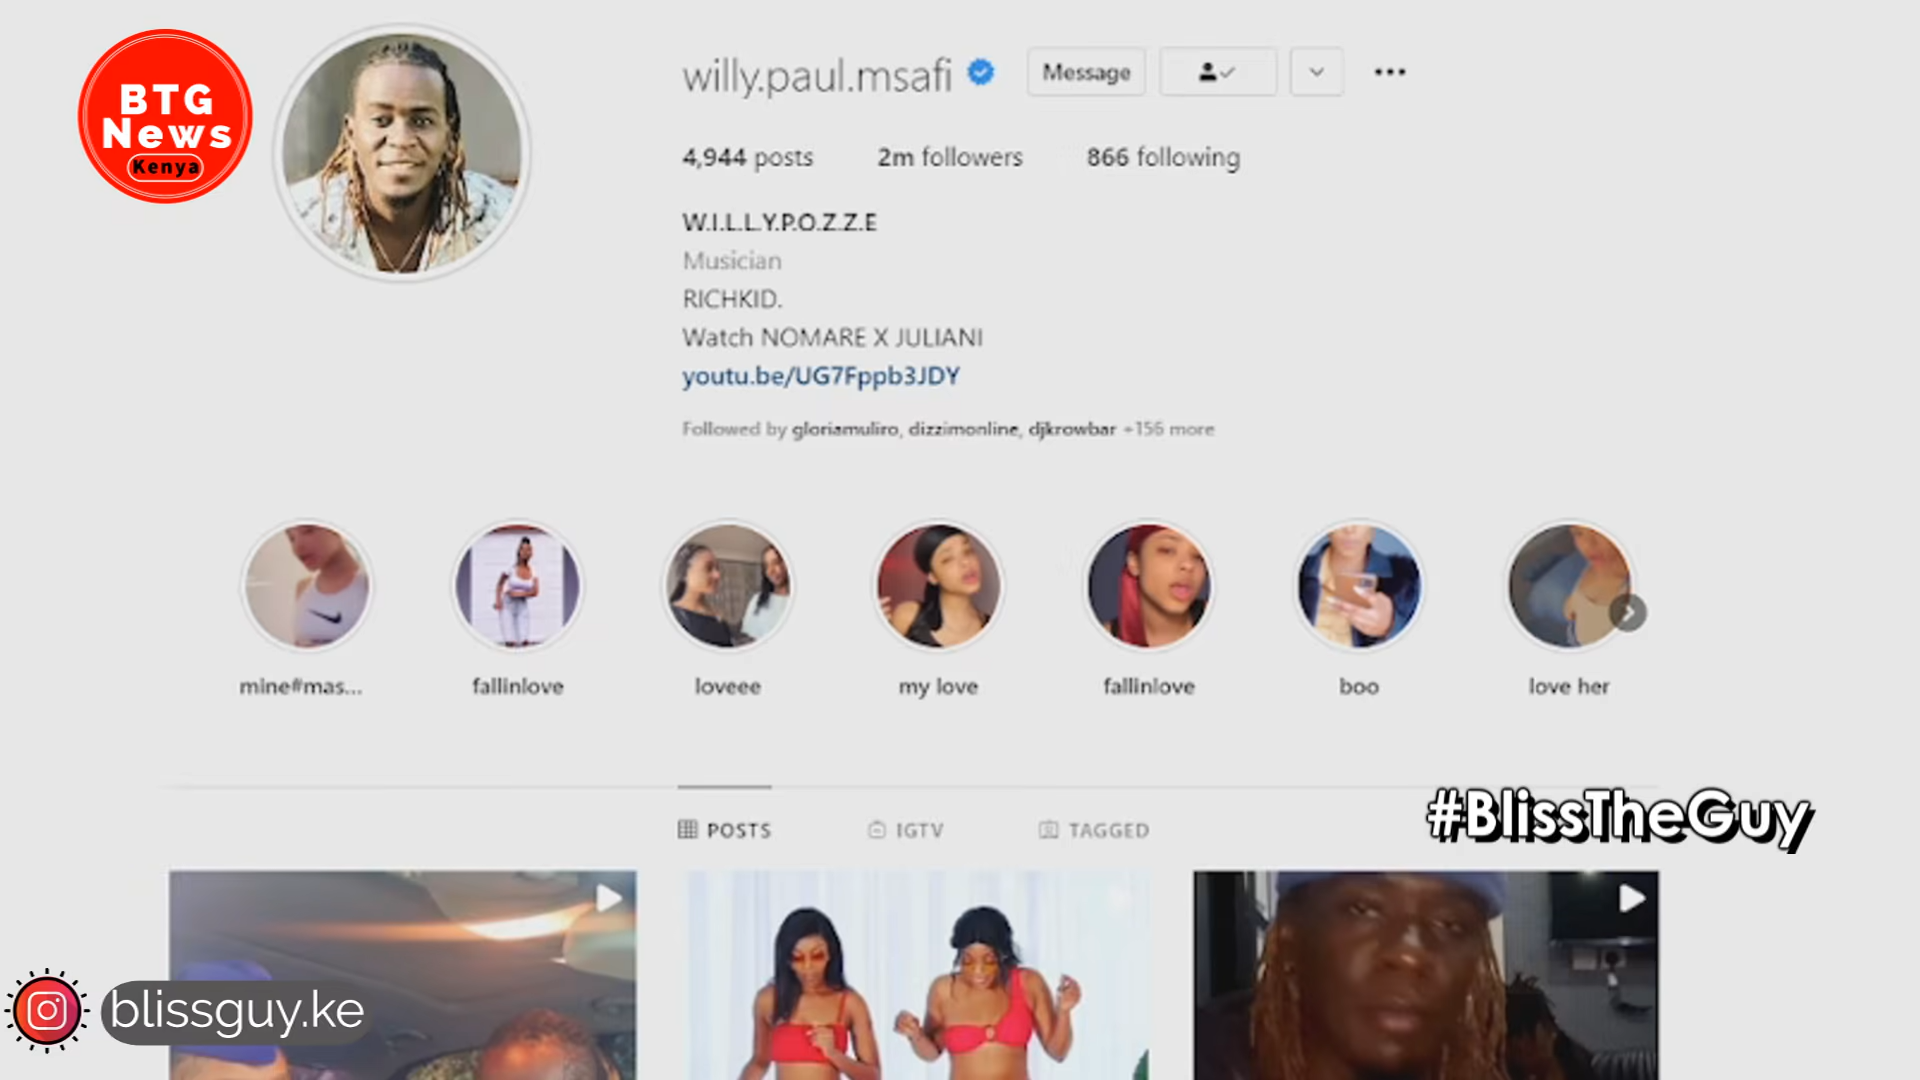 BTG
News
Kenya
willy.paul.msafi
Message
4,944 posts
2m followers
866 following
W.I.L.L.Y.P.O.Z.Z.E
Musician
RICHKID.
Watch NOMARE X JULIANI
youtu.be/UG7Fppb3JDY
Followed by gloriamuliro, dizzimonline, djkrowbar +156 more
mine#mas...
fallinlove
loveee
my love
fallinlove
boo
love her
#BlissTheGuy
POSTS
IGTV
TAGGED
blissguy.ke